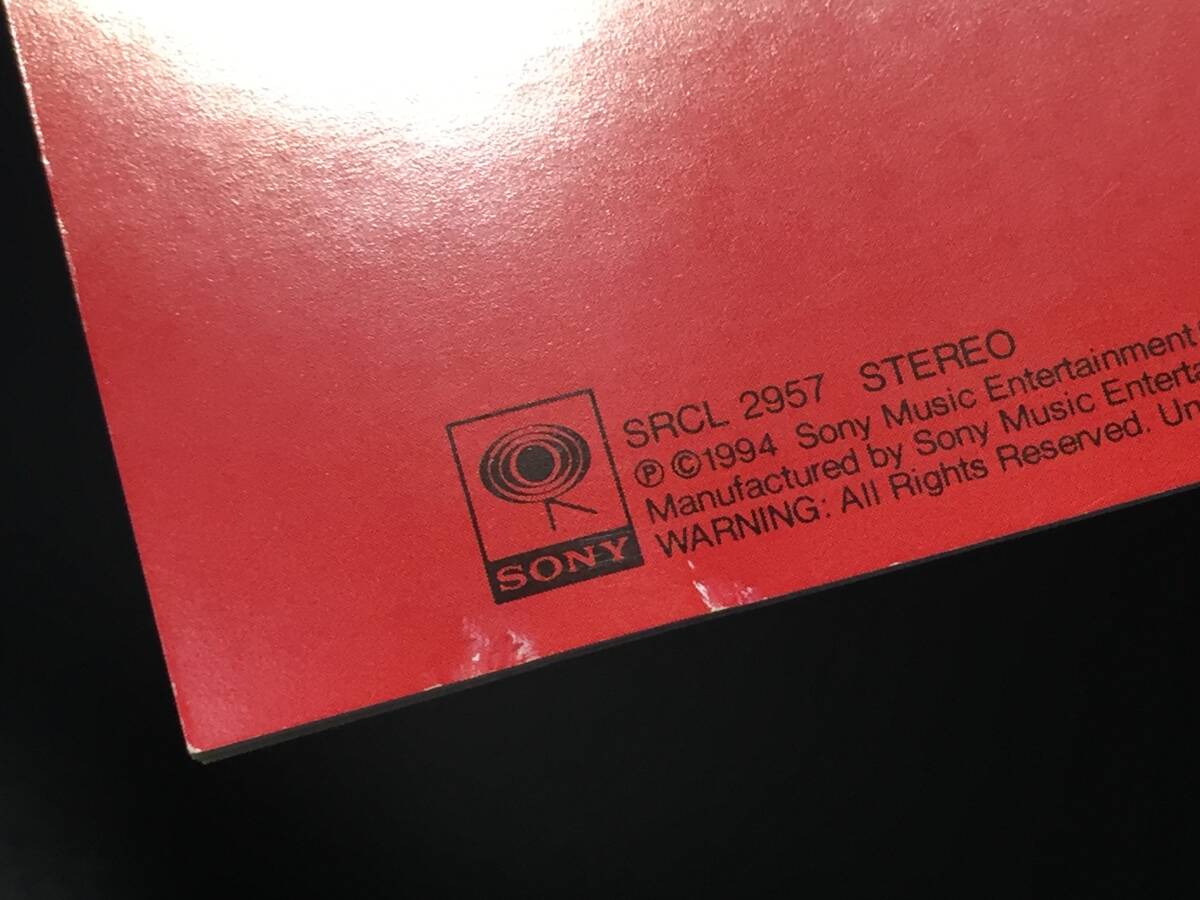 SRCL 2957 STEREO
Ⓟ©1994 Sony Music Entertainment
Manufactured by Sony Music
WARNING: All Rights Reserved.
SONY